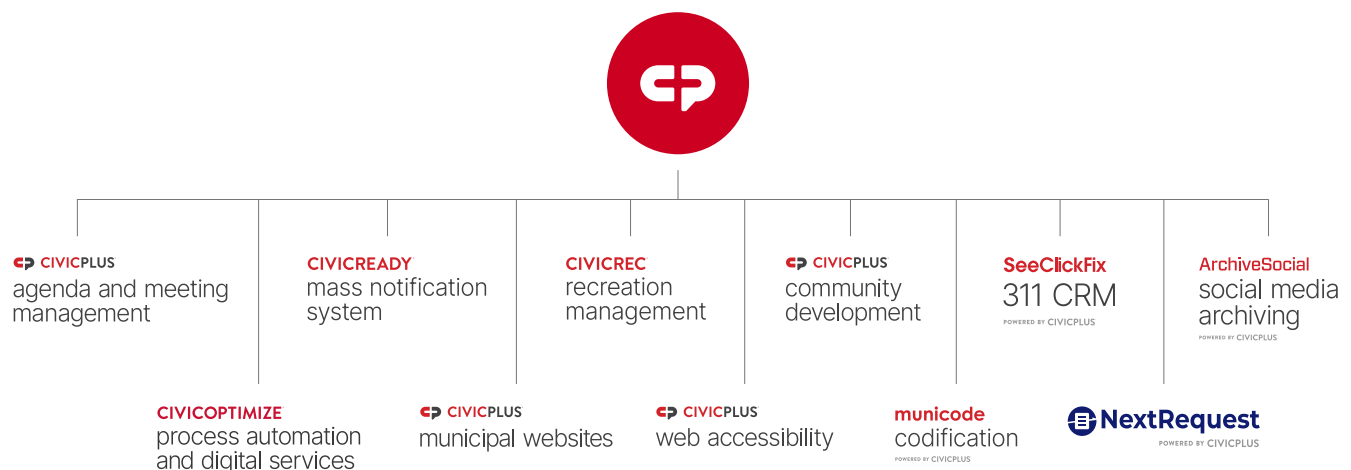 CIVICPLUS
agenda and meeting
management
CIVICREADY
mass notification
system
CIVICREC
recreation
management
CIVICPLUS
community
development
SeeClickFix
311 CRM
POWERED BY CIVICPLUS
ArchiveSocial
social media
archiving
POWERED BY CIVICPLUS
CIVICOPTIMIZE
process automation
and digital services
CIVICPLUS
municipal websites
CIVICPLUS
web accessibility
municode
codification
POWERED BY CIVICPLUS
NextRequest
POWERED BY CIVICPLUS